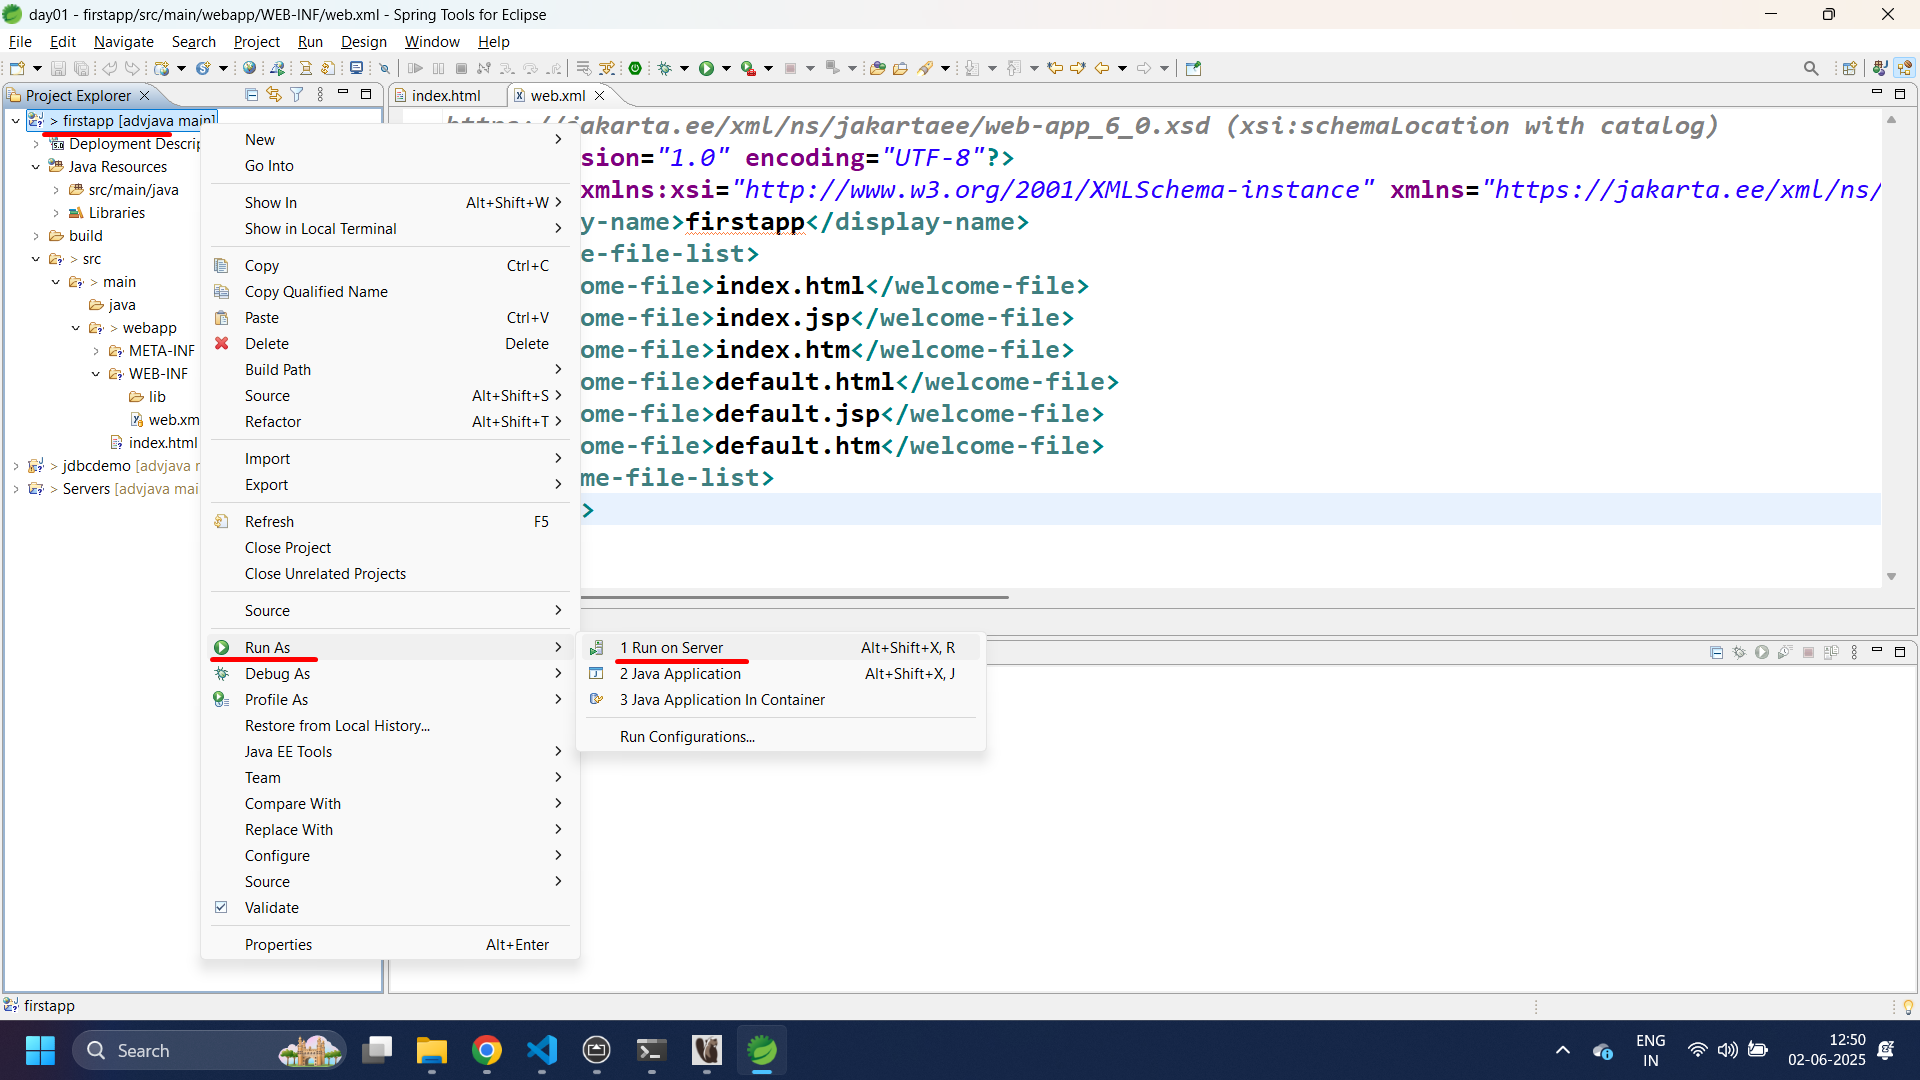 day01 - firstapp/src/main/webapp/WEB-INF/web.xml - Spring Tools for Eclipse
File Edit Navigate Search Project Run Design Window Help
Project Explorer
index.html
web.xml
> firstapp [advjava main]
Deployment Descrip
Java Resources
src/main/java
Libraries
build
> src
> main
java
> webapp
META-INF
WEB-INF
lib
web.xm
index.html
> jdbcdemo [advjava
> Servers [advjava mai
New
Go Into
Show In Alt+Shift+W
Show in Local Terminal
Copy Ctrl+C
Copy Qualified Name
Paste Ctrl+V
Delete Delete
Build Path
Source Alt+Shift+S
Refactor Alt+Shift+T
Import
Export
Refresh F5
Close Project
Close Unrelated Projects
Source
Run As
Debug As
Profile As
Restore from Local History...
Java EE Tools
Team
Compare With
Replace With
Configure
Source
Validate
Properties Alt+Enter
1 Run on Server Alt+Shift+X, R
2 Java Application Alt+Shift+X, J
3 Java Application In Container
Run Configurations...
https://jakarta.ee/xml/ns/jakartaee/web-app_6_0.xsd (xsi:schemaLocation with catalog)
sion="1.0" encoding="UTF-8"?>
xmlns:xsi="http://www.w3.org/2001/XMLSchema-instance" xmlns="https://jakarta.ee/xml/ns/
y-name>firstapp</display-name>
e-file-list>
ome-file>index.html</welcome-file>
ome-file>index.jsp</welcome-file>
ome-file>index.htm</welcome-file>
ome-file>default.html</welcome-file>
ome-file>default.jsp</welcome-file>
ome-file>default.htm</welcome-file>
me-file-list>
>
firstapp
Search
ENG
IN
12:50
02-06-2025